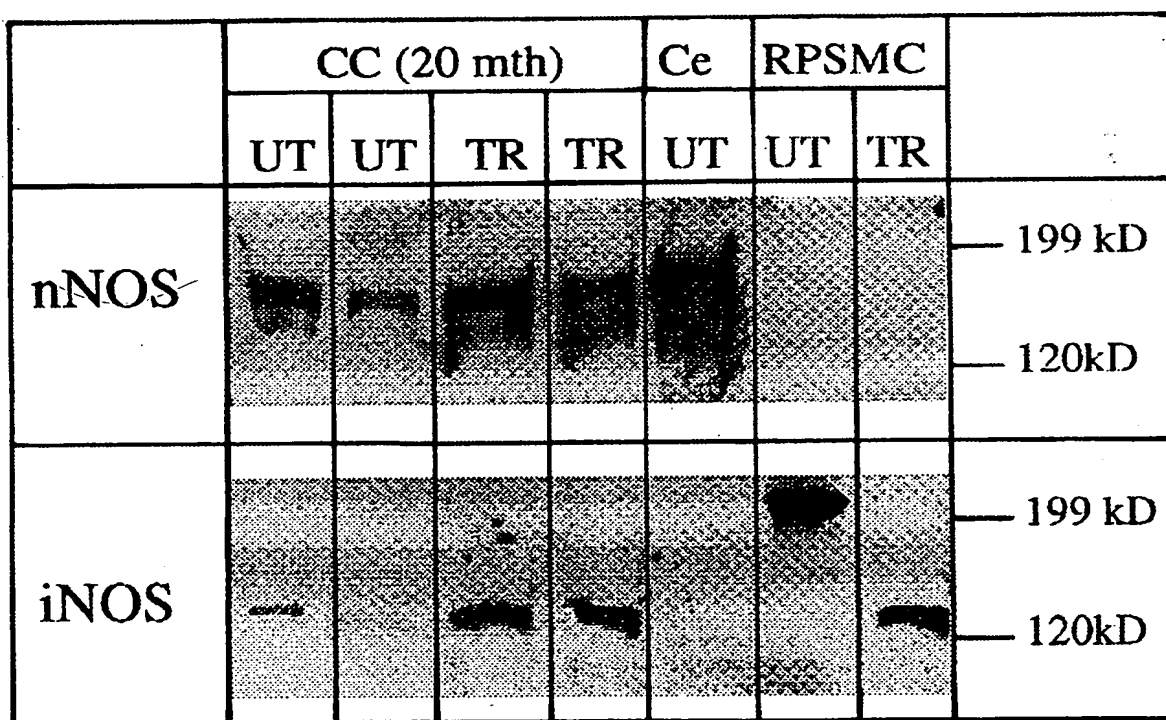 CC (20 mth) Ce RPSMC
UT UT TR TR UT UT TR
nNOS
199 kD
120kD
iNOS
199 kD
120kD